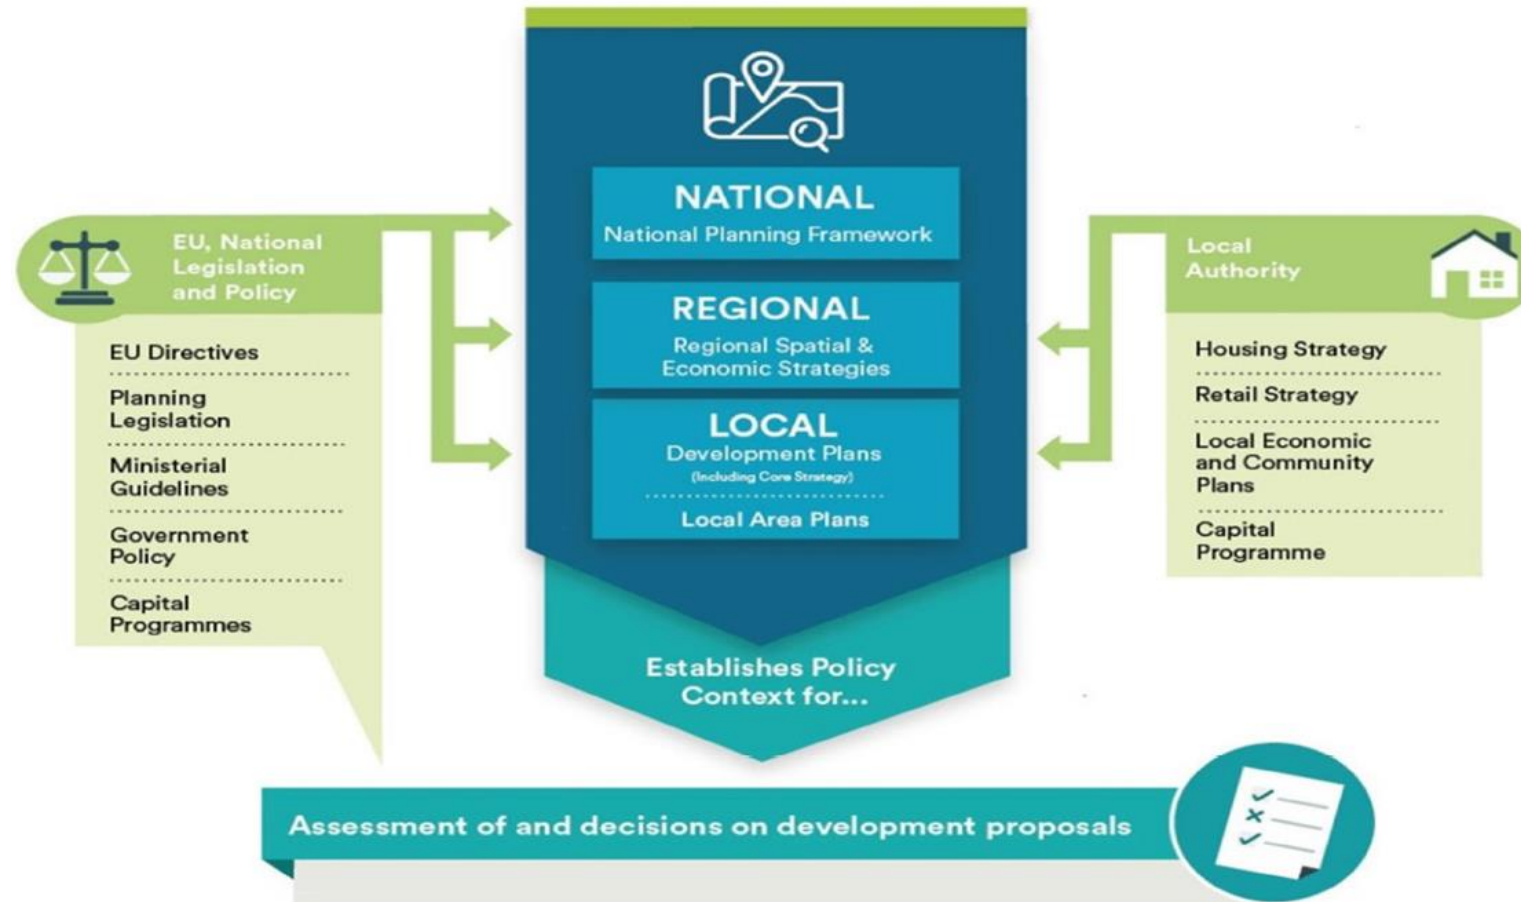 NATIONAL
National Planning Framework
REGIONAL
Regional Spatial &
Economic Strategies
LOCAL
Development Plans
(Including Core Strategy)
Local Area Plans
EU, National
Legislation
and Policy
EU Directives
Planning
Legislation
Ministerial
Guidelines
Government
Policy
Capital
Programmes
Local
Authority
Housing Strategy
Retail Strategy
Local Economic
and Community
Plans
Capital
Programme
Establishes Policy
Context for...
Assessment of and decisions on development proposals